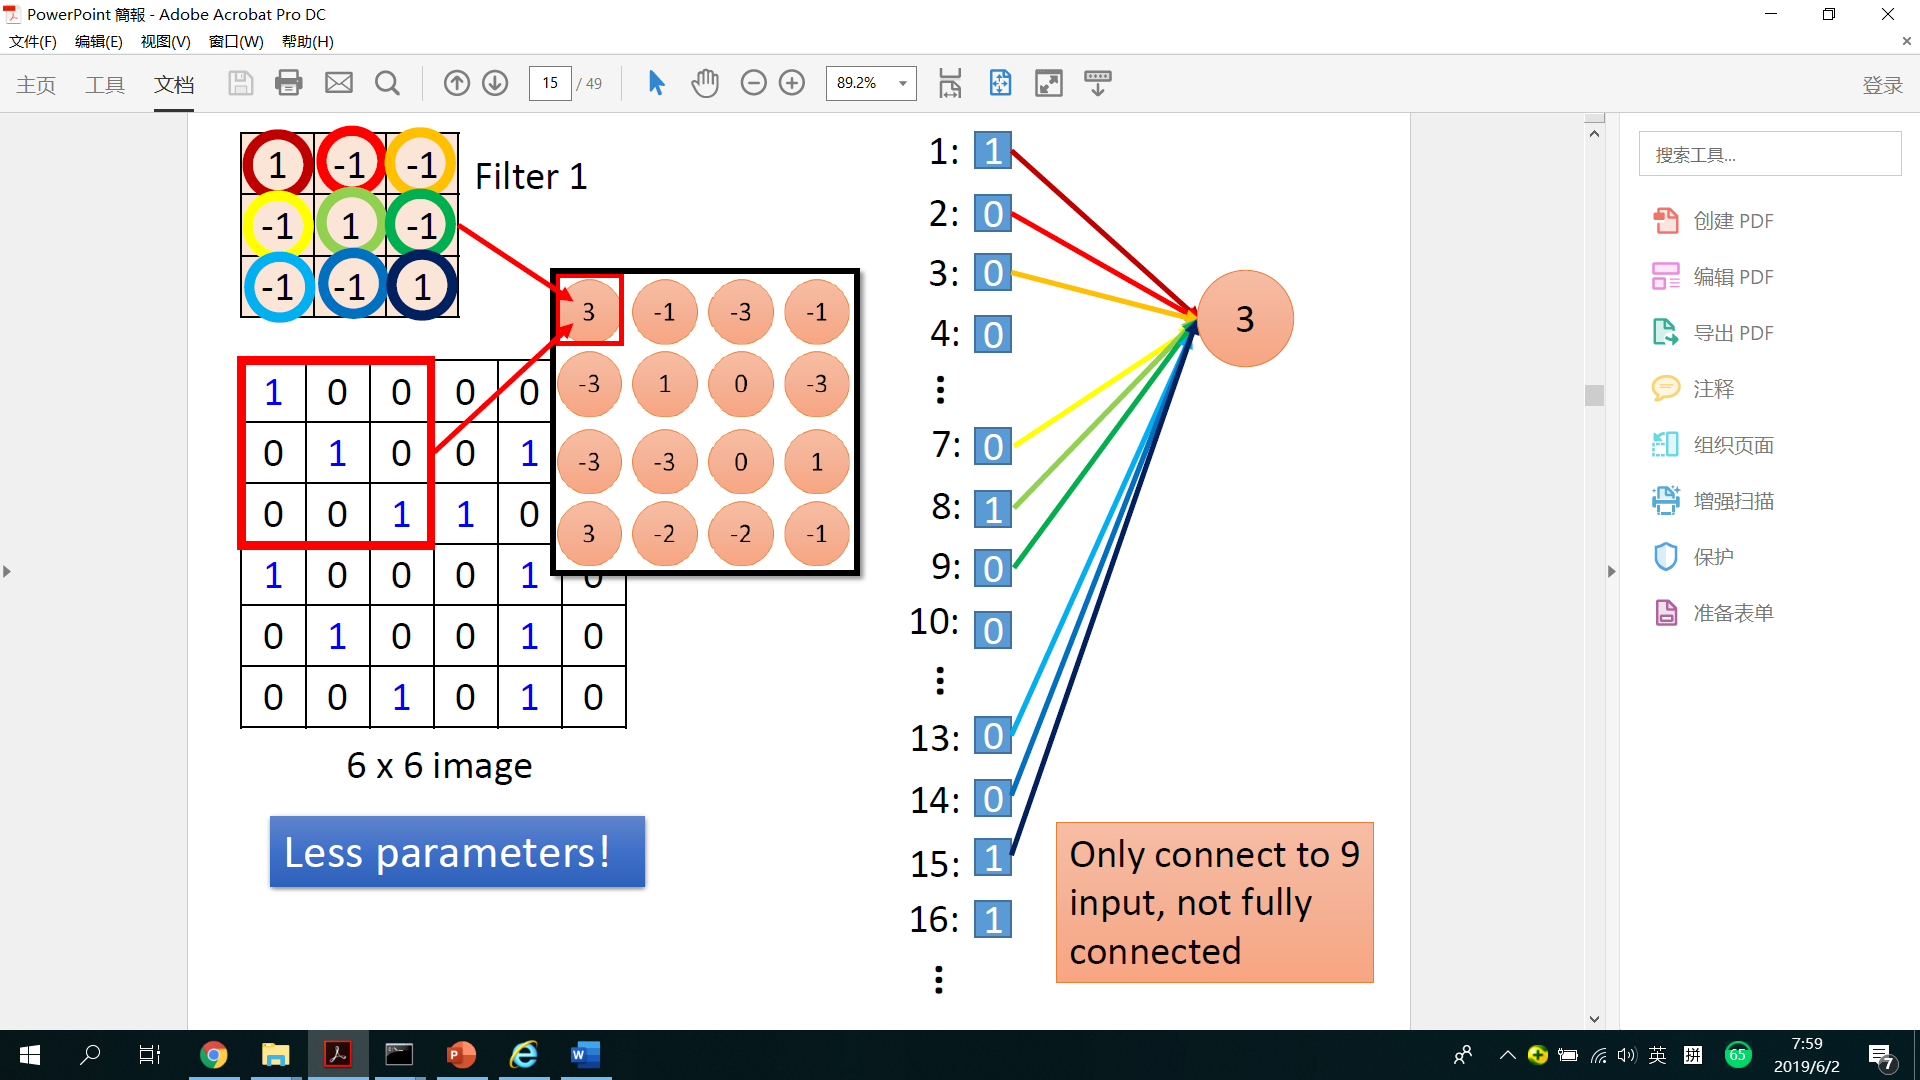 PowerPoint 簡報 - Adobe Acrobat Pro DC
文件(F) 编辑(E) 视图(V) 窗口(W) 帮助(H)
主页 工具 文档 15 / 49 89.2% 登录
1 -1 -1
-1 1 -1
-1 -1 1
Filter 1
3 -1 -3 -1
-3 1 0 -3
-3 -3 0 1
3 -2 -2 -1
1 0 0 0 0
0 1 0 0 1
0 0 1 1 0
1 0 0 0 1 0
0 1 0 0 1 0
0 0 1 0 1 0
6 x 6 image
Less parameters!
1: 1
2: 0
3: 0
4: 0
⋮
7: 0
8: 1
9: 0
10: 0
⋮
13: 0
14: 0
15: 1
16: 1
⋮
3
Only connect to 9
input, not fully
connected
搜索工具...
创建 PDF
编辑 PDF
导出 PDF
注释
组织页面
增强扫描
保护
准备表单
英 拼 65
7:59
2019/6/2
7